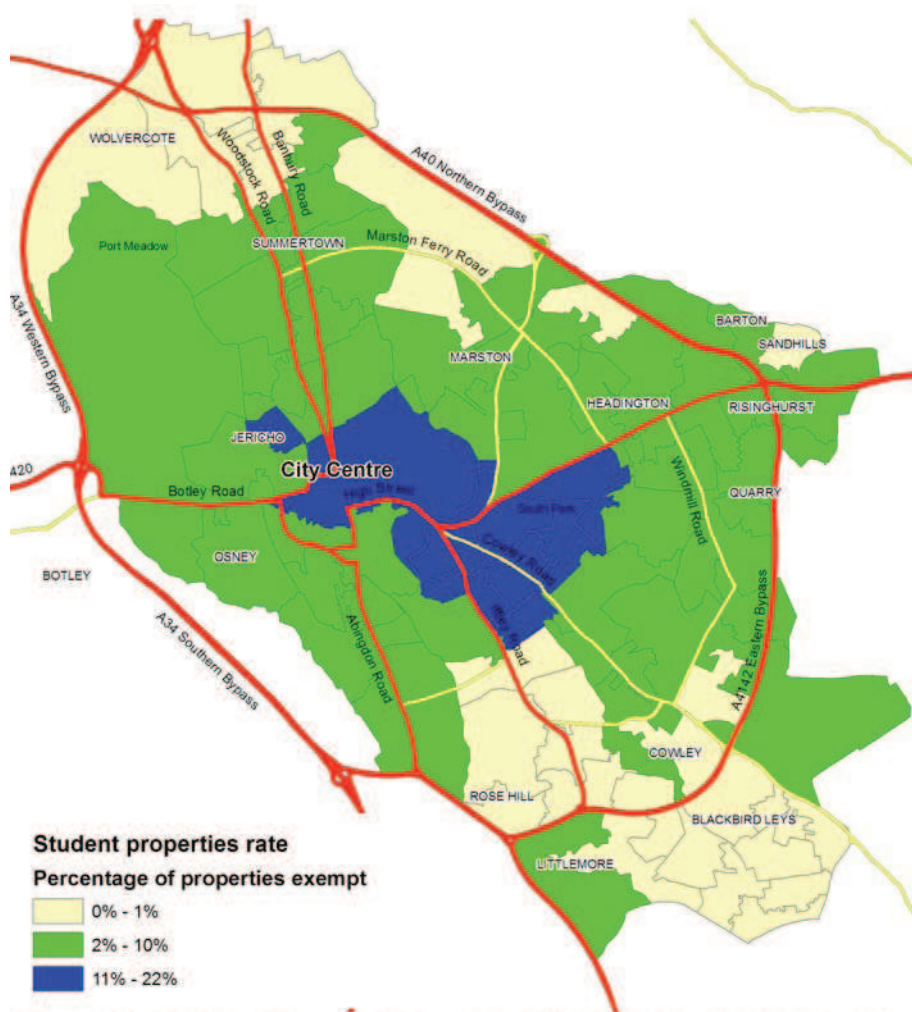 WOLVERCOTE
Woodstock Road
Banbury Road
A40 Northern Bypass
Port Meadow
SUMMERTOWN
Marston Ferry Road
A34 Western Bypass
MARSTON
BARTON
SANDHILLS
HEADINGTON
RISINGHURST
JERICHO
City Centre
420
Botley Road
High Street
South Park
Windmill Road
QUARRY
Cowley Road
OSNEY
BOTLEY
Iffley Road
Abingdon Road
A34 Southern Bypass
A4142 Eastern Bypass
COWLEY
ROSE HILL
BLACKBIRD LEYS
LITTLEMORE
Student properties rate
Percentage of properties exempt
0% - 1%
2% - 10%
11% - 22%